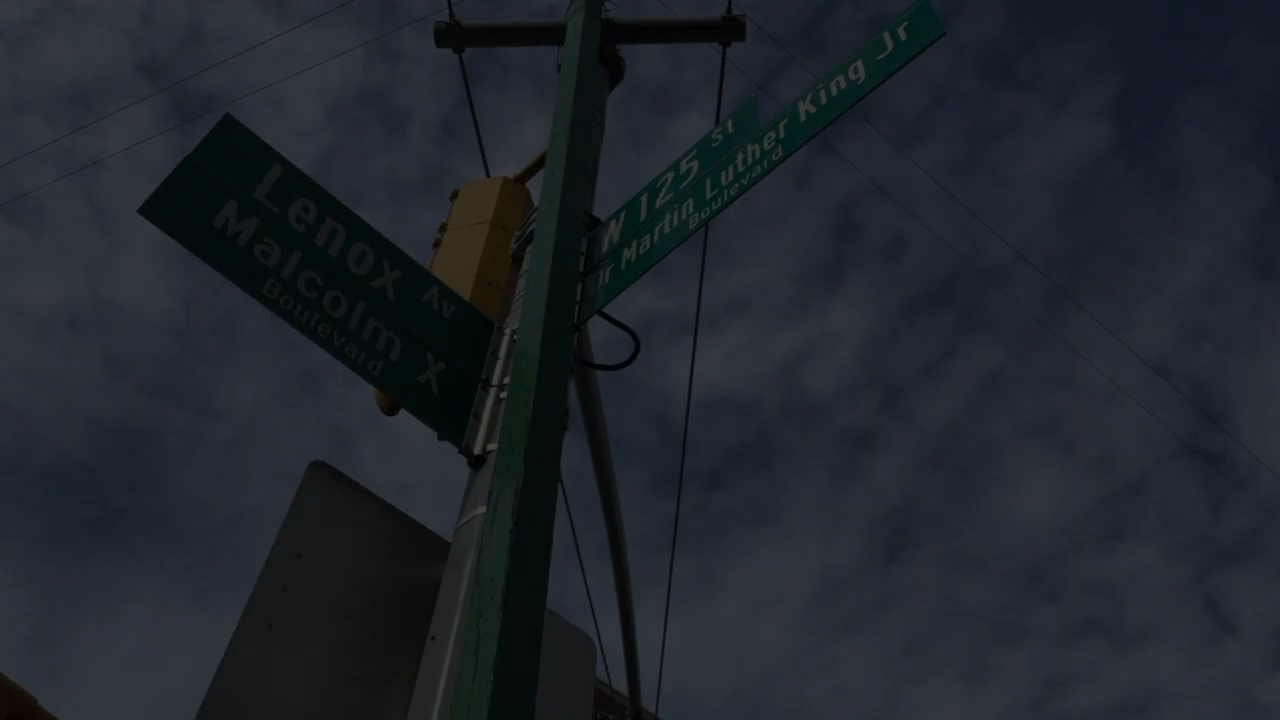 Lenox Av
Malcolm X
Boulevard
W 125 St
Dr Martin Luther King Jr
Boulevard